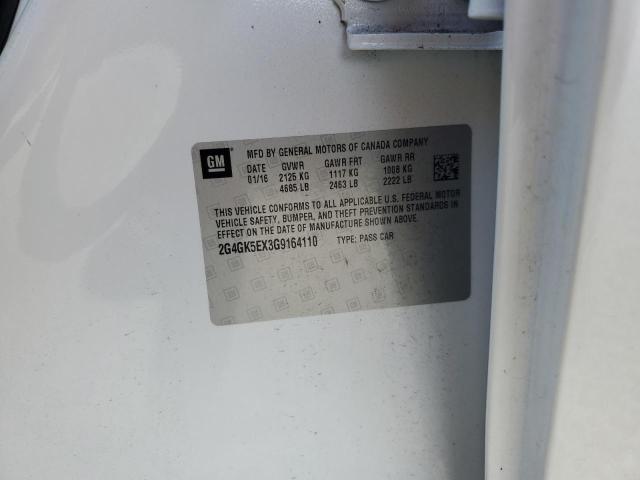 GM
MFD BY GENERAL MOTORS OF CANADA COMPANY
DATE GVWR GAWR FRT GAWR RR
01/16 2125 KG 1117 KG 1008 KG
4685 LB 2463 LB 2222 LB
THIS VEHICLE CONFORMS TO ALL APPLICABLE U.S. FEDERAL MOTOR
VEHICLE SAFETY, BUMPER, AND THEFT PREVENTION STANDARDS IN
EFFECT ON THE DATE OF MANUFACTURE SHOWN ABOVE.
2G4GK5EX3G9164110 TYPE: PASS CAR